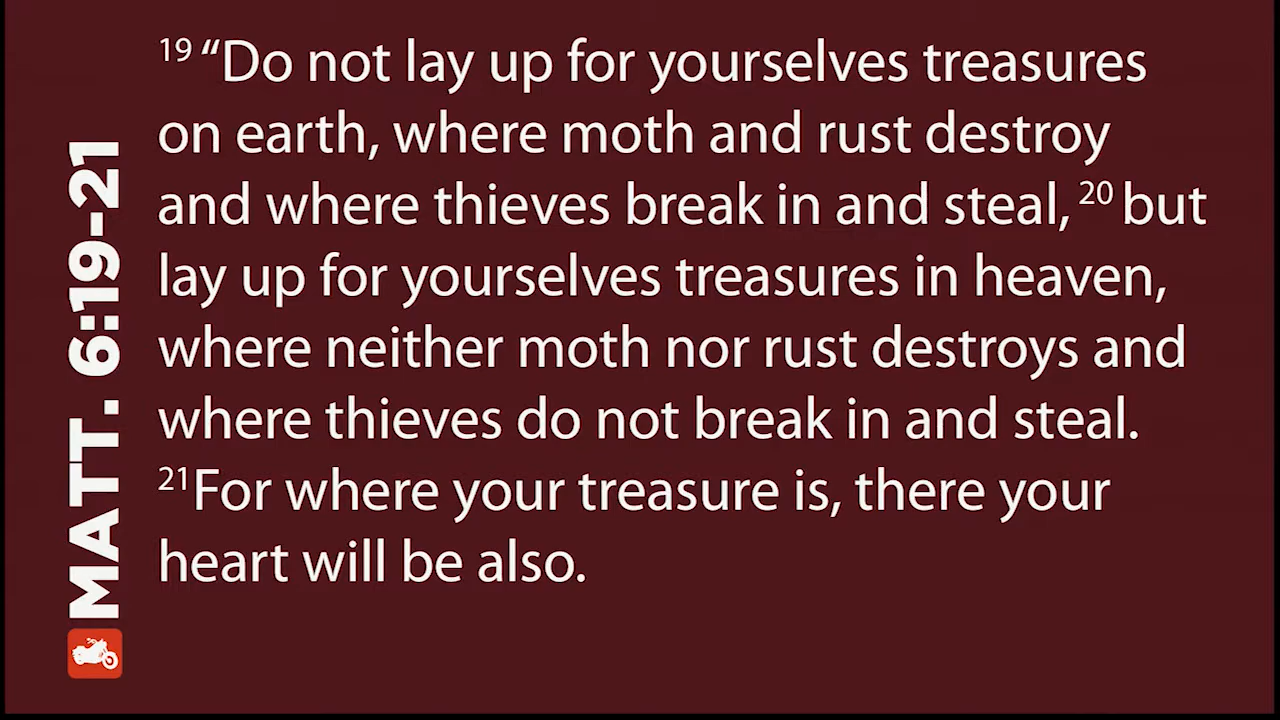 MATT. 6:19-21
19 “Do not lay up for yourselves treasures
on earth, where moth and rust destroy
and where thieves break in and steal, 20 but
lay up for yourselves treasures in heaven,
where neither moth nor rust destroys and
where thieves do not break in and steal.
21 For where your treasure is, there your
heart will be also.